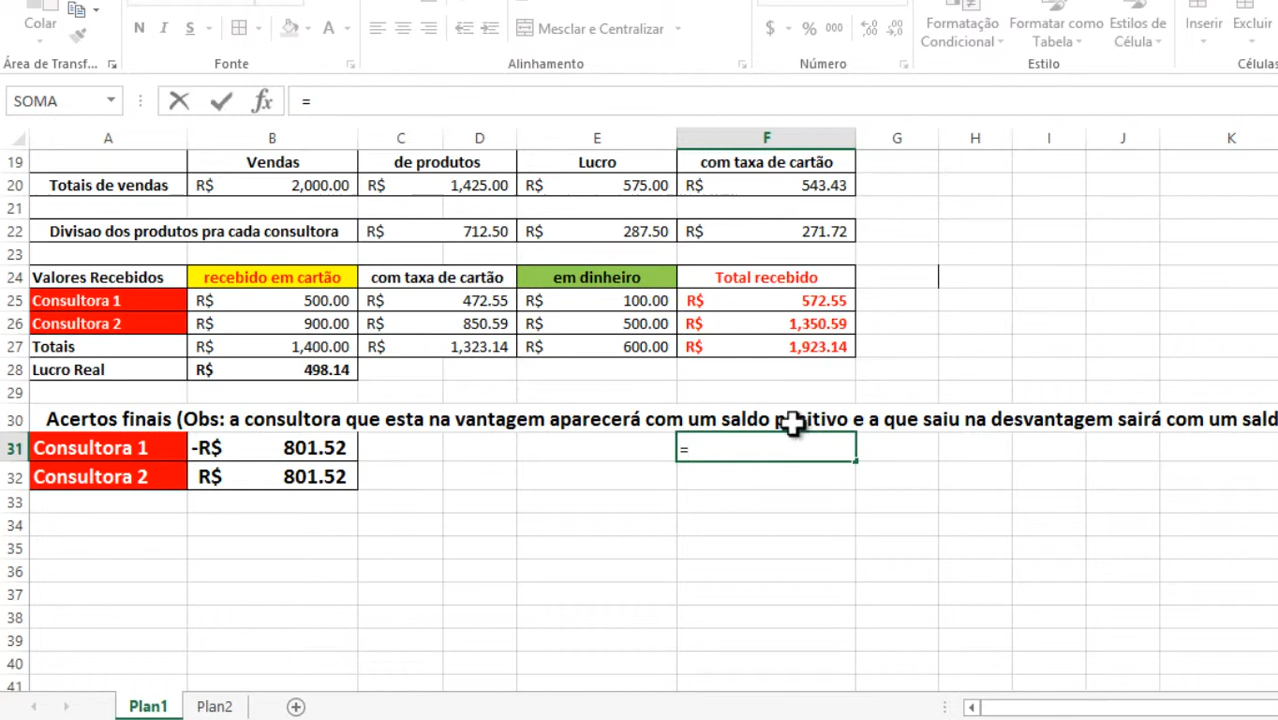 Colar
N I S A
Mesclar e Centralizar
$ % 000
Formatação Condicional
Formatar como Tabela
Estilos de Célula
Inserir
Excluir
Área de Transf...
Fonte
Alinhamento
Número
Estilo
Células
SOMA fx =
A B C D E F G H I J K
19 Vendas de produtos Lucro com taxa de cartão
20 Totais de vendas R$ 2,000.00 R$ 1,425.00 R$ 575.00 R$ 543.43
21
22 Divisao dos produtos pra cada consultora R$ 712.50 R$ 287.50 R$ 271.72
23
24 Valores Recebidos recebido em cartão com taxa de cartão em dinheiro Total recebido
25 Consultora 1 R$ 500.00 R$ 472.55 R$ 100.00 R$ 572.55
26 Consultora 2 R$ 900.00 R$ 850.59 R$ 500.00 R$ 1,350.59
27 Totais R$ 1,400.00 R$ 1,323.14 R$ 600.00 R$ 1,923.14
28 Lucro Real R$ 498.14
29
30 Acertos finais (Obs: a consultora que esta na vantagem aparecerá com um saldo positivo e a que saiu na desvantagem sairá com um sald
31 Consultora 1 -R$ 801.52 =
32 Consultora 2 R$ 801.52
33
34
35
36
37
38
39
40
41
Plan1 Plan2